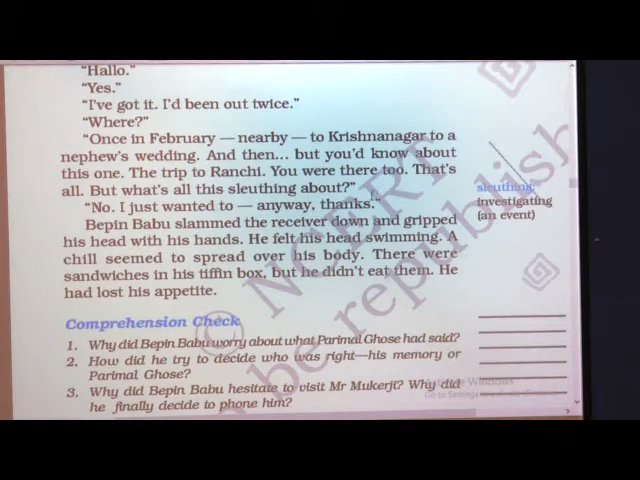 "Hallo."
"Yes."
"I've got it. I'd been out twice."
"Where?"
"Once in February — nearby — to Krishnanagar to a
nephew's wedding. And then... but you'd know about
this one. The trip to Ranchi. You were there too. That's
all. But what's all this sleuthing about?"
"No. I just wanted to — anyway, thanks."
Bepin Babu slammed the receiver down and gripped
his head with his hands. He felt his head swimming. A
chill seemed to spread over his body. There were
sandwiches in his tiffin box, but he didn't eat them. He
had lost his appetite.
sleuthing:
investigating
(an event)
Comprehension Check
1. Why did Bepin Babu worry about what Parimal Ghose had said?
2. How did he try to decide who was right—his memory or
Parimal Ghose?
3. Why did Bepin Babu hesitate to visit Mr Mukerji? Why did
he finally decide to phone him?
© NCERT
be republish
Windows
Go to Settings